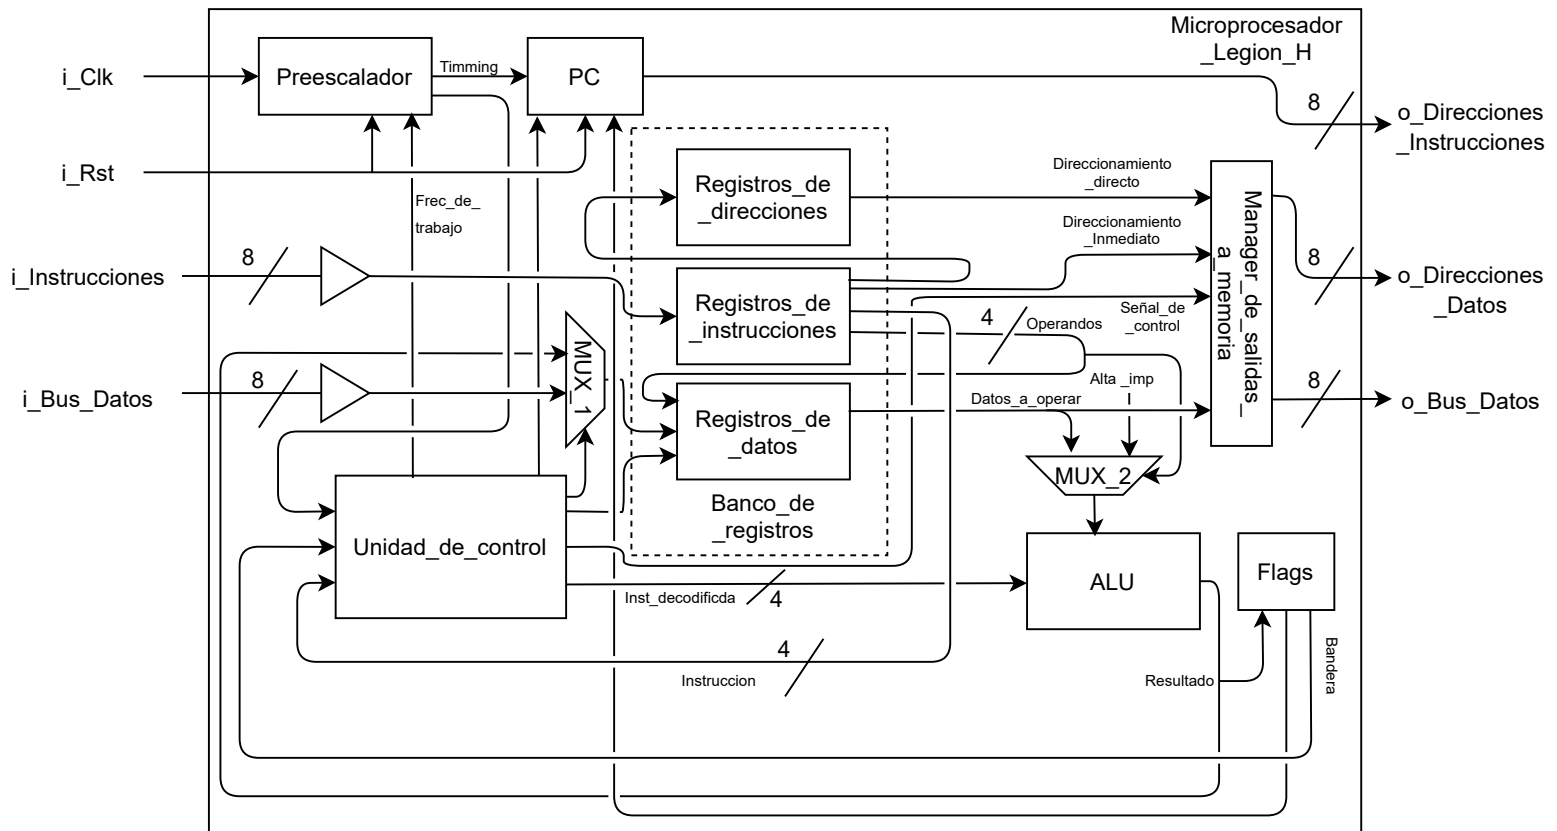 Microprocesador
_Legion_H
i_Clk
Preescalador
Timming
PC
8
o_Direcciones
_Instrucciones
i_Rst
Frec_de_
trabajo
Registros_de
_direcciones
Direccionamiento
_directo
Direccionamiento
_Inmediato
Manager_de_salidas_
a_memoria
8
i_Instrucciones
8
o_Direcciones
_Datos
Registros_de
_instrucciones
4
Operandos
Señal_de
_control
MUX_1
8
i_Bus_Datos
Alta _imp
Datos_a_operar
8
o_Bus_Datos
Registros_de
_datos
MUX_2
Banco_de
_registros
Unidad_de_control
Inst_decodificda
4
ALU
Flags
4
Instruccion
Resultado
Bandera